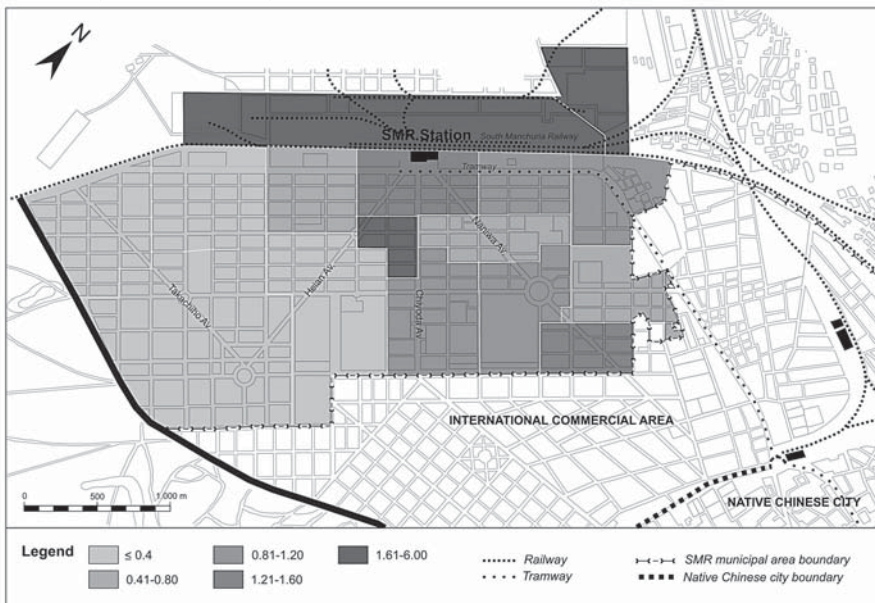 N
SMR Station
South Manchuria Railway
Tramway
Takachiho Av.
Heian Av.
Chiyoda Av.
Naniwa Av.
INTERNATIONAL COMMERCIAL AREA
NATIVE CHINESE CITY
0 500 1.000 m
Legend
≤ 0.4
0.41-0.80
0.81-1.20
1.21-1.60
1.61-6.00
Railway
Tramway
SMR municipal area boundary
Native Chinese city boundary